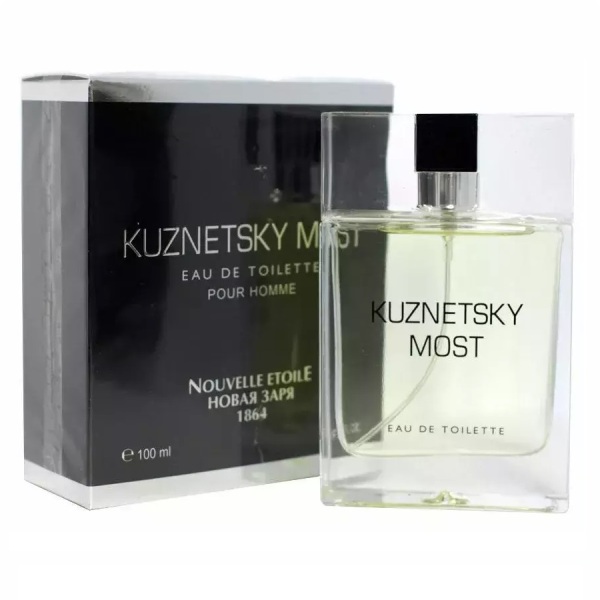 KUZNETSKY MOST
EAU DE TOILETTE
POUR HOMME
NOUVELLE ETOILE
НОВАЯ ЗАРЯ
1864
℮ 100 ml
KUZNETSKY
MOST
EAU DE TOILETTE